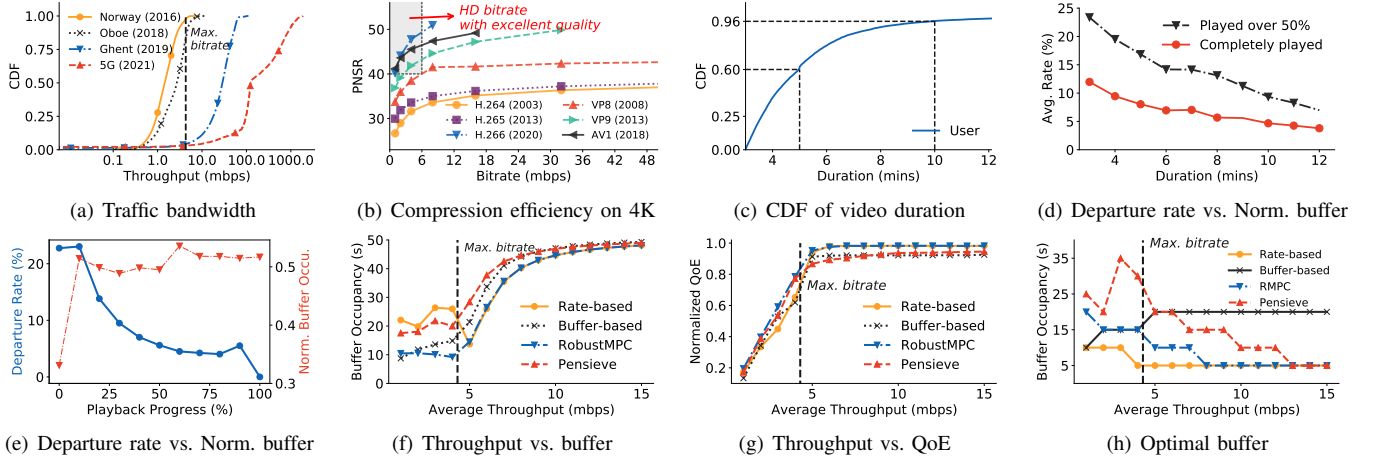 CDF
1.00
0.75
0.50
0.25
0.00
Norway (2016)
Oboe (2018)
Ghent (2019)
5G (2021)
Max.
bitrate
0.1
1.0
10.0
100.0
1000.0
Throughput (mbps)
(a) Traffic bandwidth
PNSR
50
40
30
HD bitrate
with excellent quality
H.264 (2003)
H.265 (2013)
H.266 (2020)
VP8 (2008)
VP9 (2013)
AV1 (2018)
0
6
12
18
24
30
36
42
48
Bitrate (mbps)
(b) Compression efficiency on 4K
CDF
0.96
0.60
0.25
0.00
User
4
6
8
10
12
Duration (mins)
(c) CDF of video duration
Avg. Rate (%)
25
20
15
10
5
0
Played over 50%
Completely played
4
6
8
10
12
Duration (mins)
(d) Departure rate vs. Norm. buffer
Departure Rate (%)
20
10
0
Norm. Buffer Occu.
0.5
0.4
0.3
0
25
50
75
100
Playback Progress (%)
(e) Departure rate vs. Norm. buffer
Buffer Occupancy (s)
50
40
30
20
10
0
Max. bitrate
Rate-based
Buffer-based
RobustMPC
Pensieve
5
10
15
Average Throughput (mbps)
(f) Throughput vs. buffer
Normalized QoE
1.0
0.8
0.6
0.4
0.2
Max. bitrate
Rate-based
Buffer-based
RobustMPC
Pensieve
5
10
15
Average Throughput (mbps)
(g) Throughput vs. QoE
Buffer Occupancy (s)
35
25
15
5
Max. bitrate
Rate-based
Buffer-based
RMPC
Pensieve
5
10
15
Average Throughput (mbps)
(h) Optimal buffer